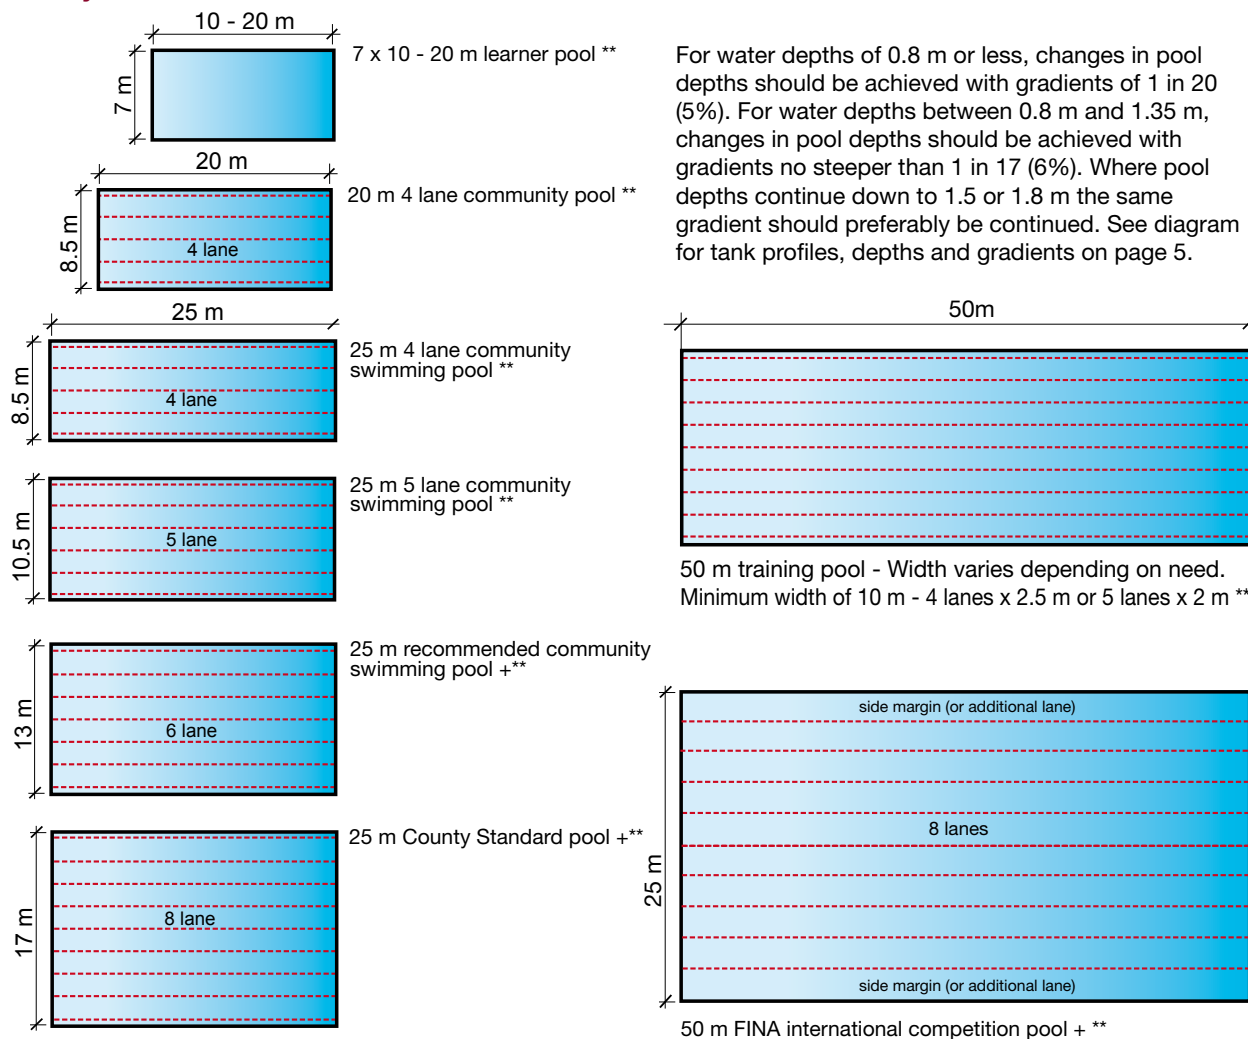 10 - 20 m
7 m
7 x 10 - 20 m learner pool **
20 m
8.5 m
4 lane
20 m 4 lane community pool **
25 m
8.5 m
4 lane
25 m 4 lane community
swimming pool **
10.5 m
5 lane
25 m 5 lane community
swimming pool **
13 m
6 lane
25 m recommended community
swimming pool +**
17 m
8 lane
25 m County Standard pool +**
For water depths of 0.8 m or less, changes in pool
depths should be achieved with gradients of 1 in 20
(5%). For water depths between 0.8 m and 1.35 m,
changes in pool depths should be achieved with
gradients no steeper than 1 in 17 (6%). Where pool
depths continue down to 1.5 or 1.8 m the same
gradient should preferably be continued. See diagram
for tank profiles, depths and gradients on page 5.
50m
50 m training pool - Width varies depending on need.
Minimum width of 10 m - 4 lanes x 2.5 m or 5 lanes x 2 m **
25 m
side margin (or additional lane)
8 lanes
side margin (or additional lane)
50 m FINA international competition pool + **